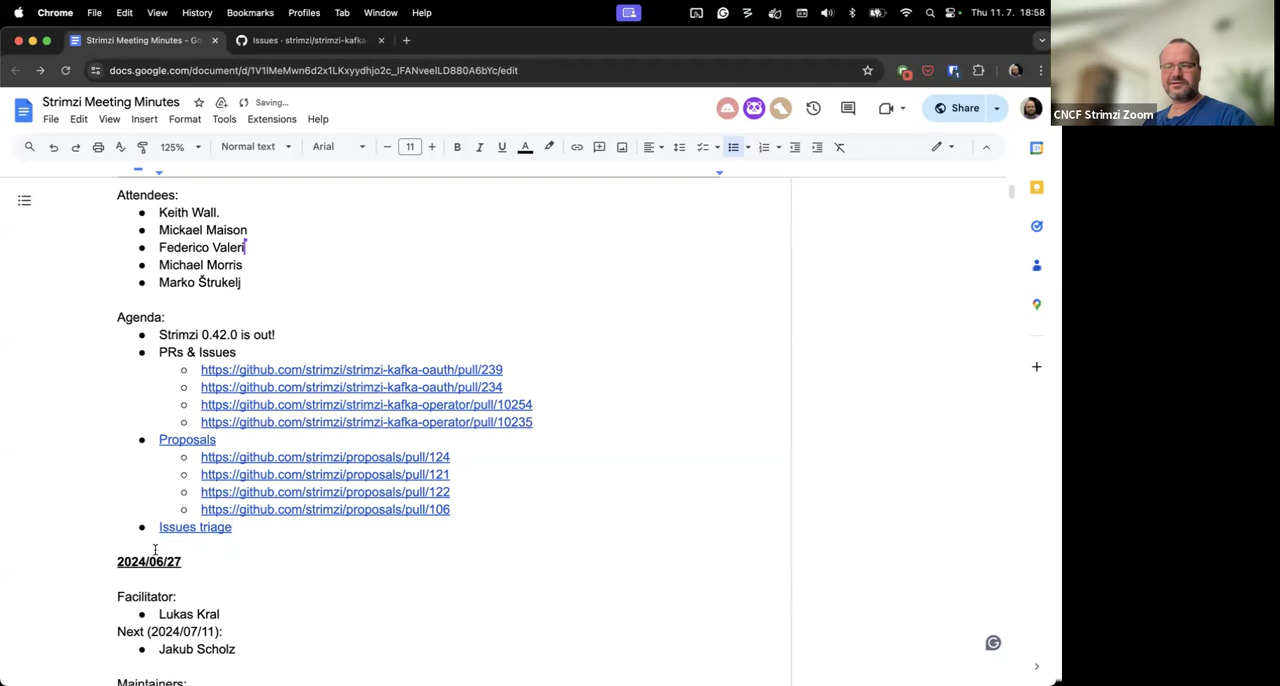 Chrome File Edit View History Bookmarks Profiles Tab Window Help Thu 11. 7. 18:58
Strimzi Meeting Minutes - Go Issues · strimzi/strimzi-kafka
docs.google.com/document/d/1V1lMeMwn6d2x1LKxyydhjo2c_IFANveelLD880A6bYc/edit
CNCF Strimzi Zoom
Strimzi Meeting Minutes Saving...
Share
File Edit View Insert Format Tools Extensions Help
125% Normal text Arial 11
Attendees:
Keith Wall.
Mickael Maison
Federico Valeri
Michael Morris
Marko Štrukelj
Agenda:
Strimzi 0.42.0 is out!
PRs & Issues
https://github.com/strimzi/strimzi-kafka-oauth/pull/239
https://github.com/strimzi/strimzi-kafka-oauth/pull/234
https://github.com/strimzi/strimzi-kafka-operator/pull/10254
https://github.com/strimzi/strimzi-kafka-operator/pull/10235
Proposals
https://github.com/strimzi/proposals/pull/124
https://github.com/strimzi/proposals/pull/121
https://github.com/strimzi/proposals/pull/122
https://github.com/strimzi/proposals/pull/106
Issues triage
2024/06/27
Facilitator:
Lukas Kral
Next (2024/07/11):
Jakub Scholz
Maintainers: